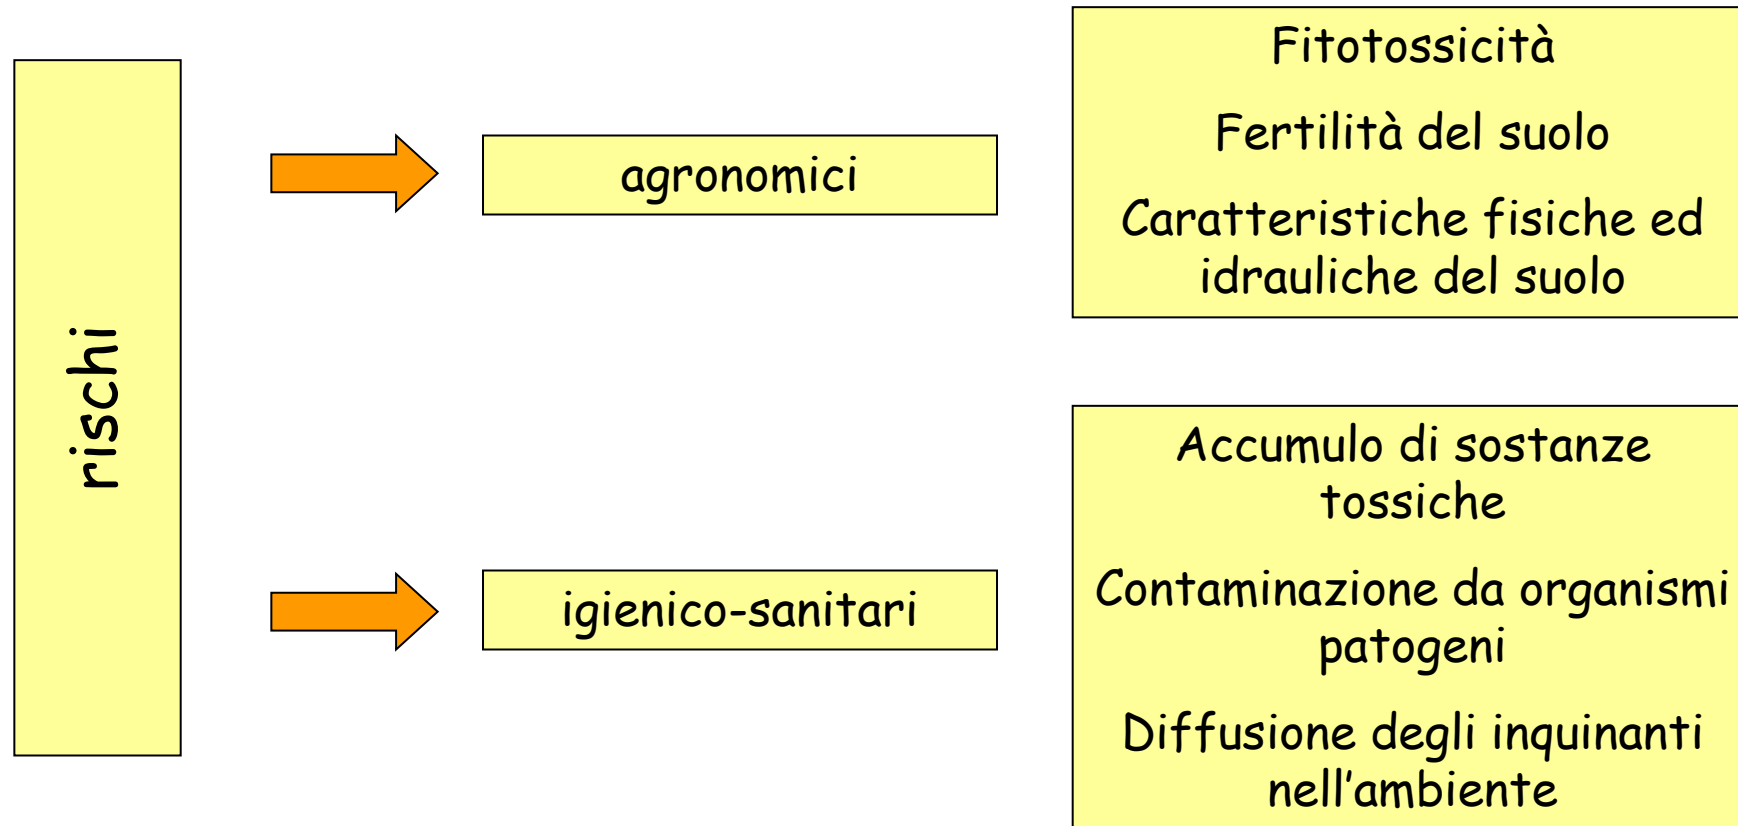 rischi
agronomici
Fitotossicità
Fertilità del suolo
Caratteristiche fisiche ed
idrauliche del suolo
igienico-sanitari
Accumulo di sostanze
tossiche
Contaminazione da organismi
patogeni
Diffusione degli inquinanti
nell'ambiente